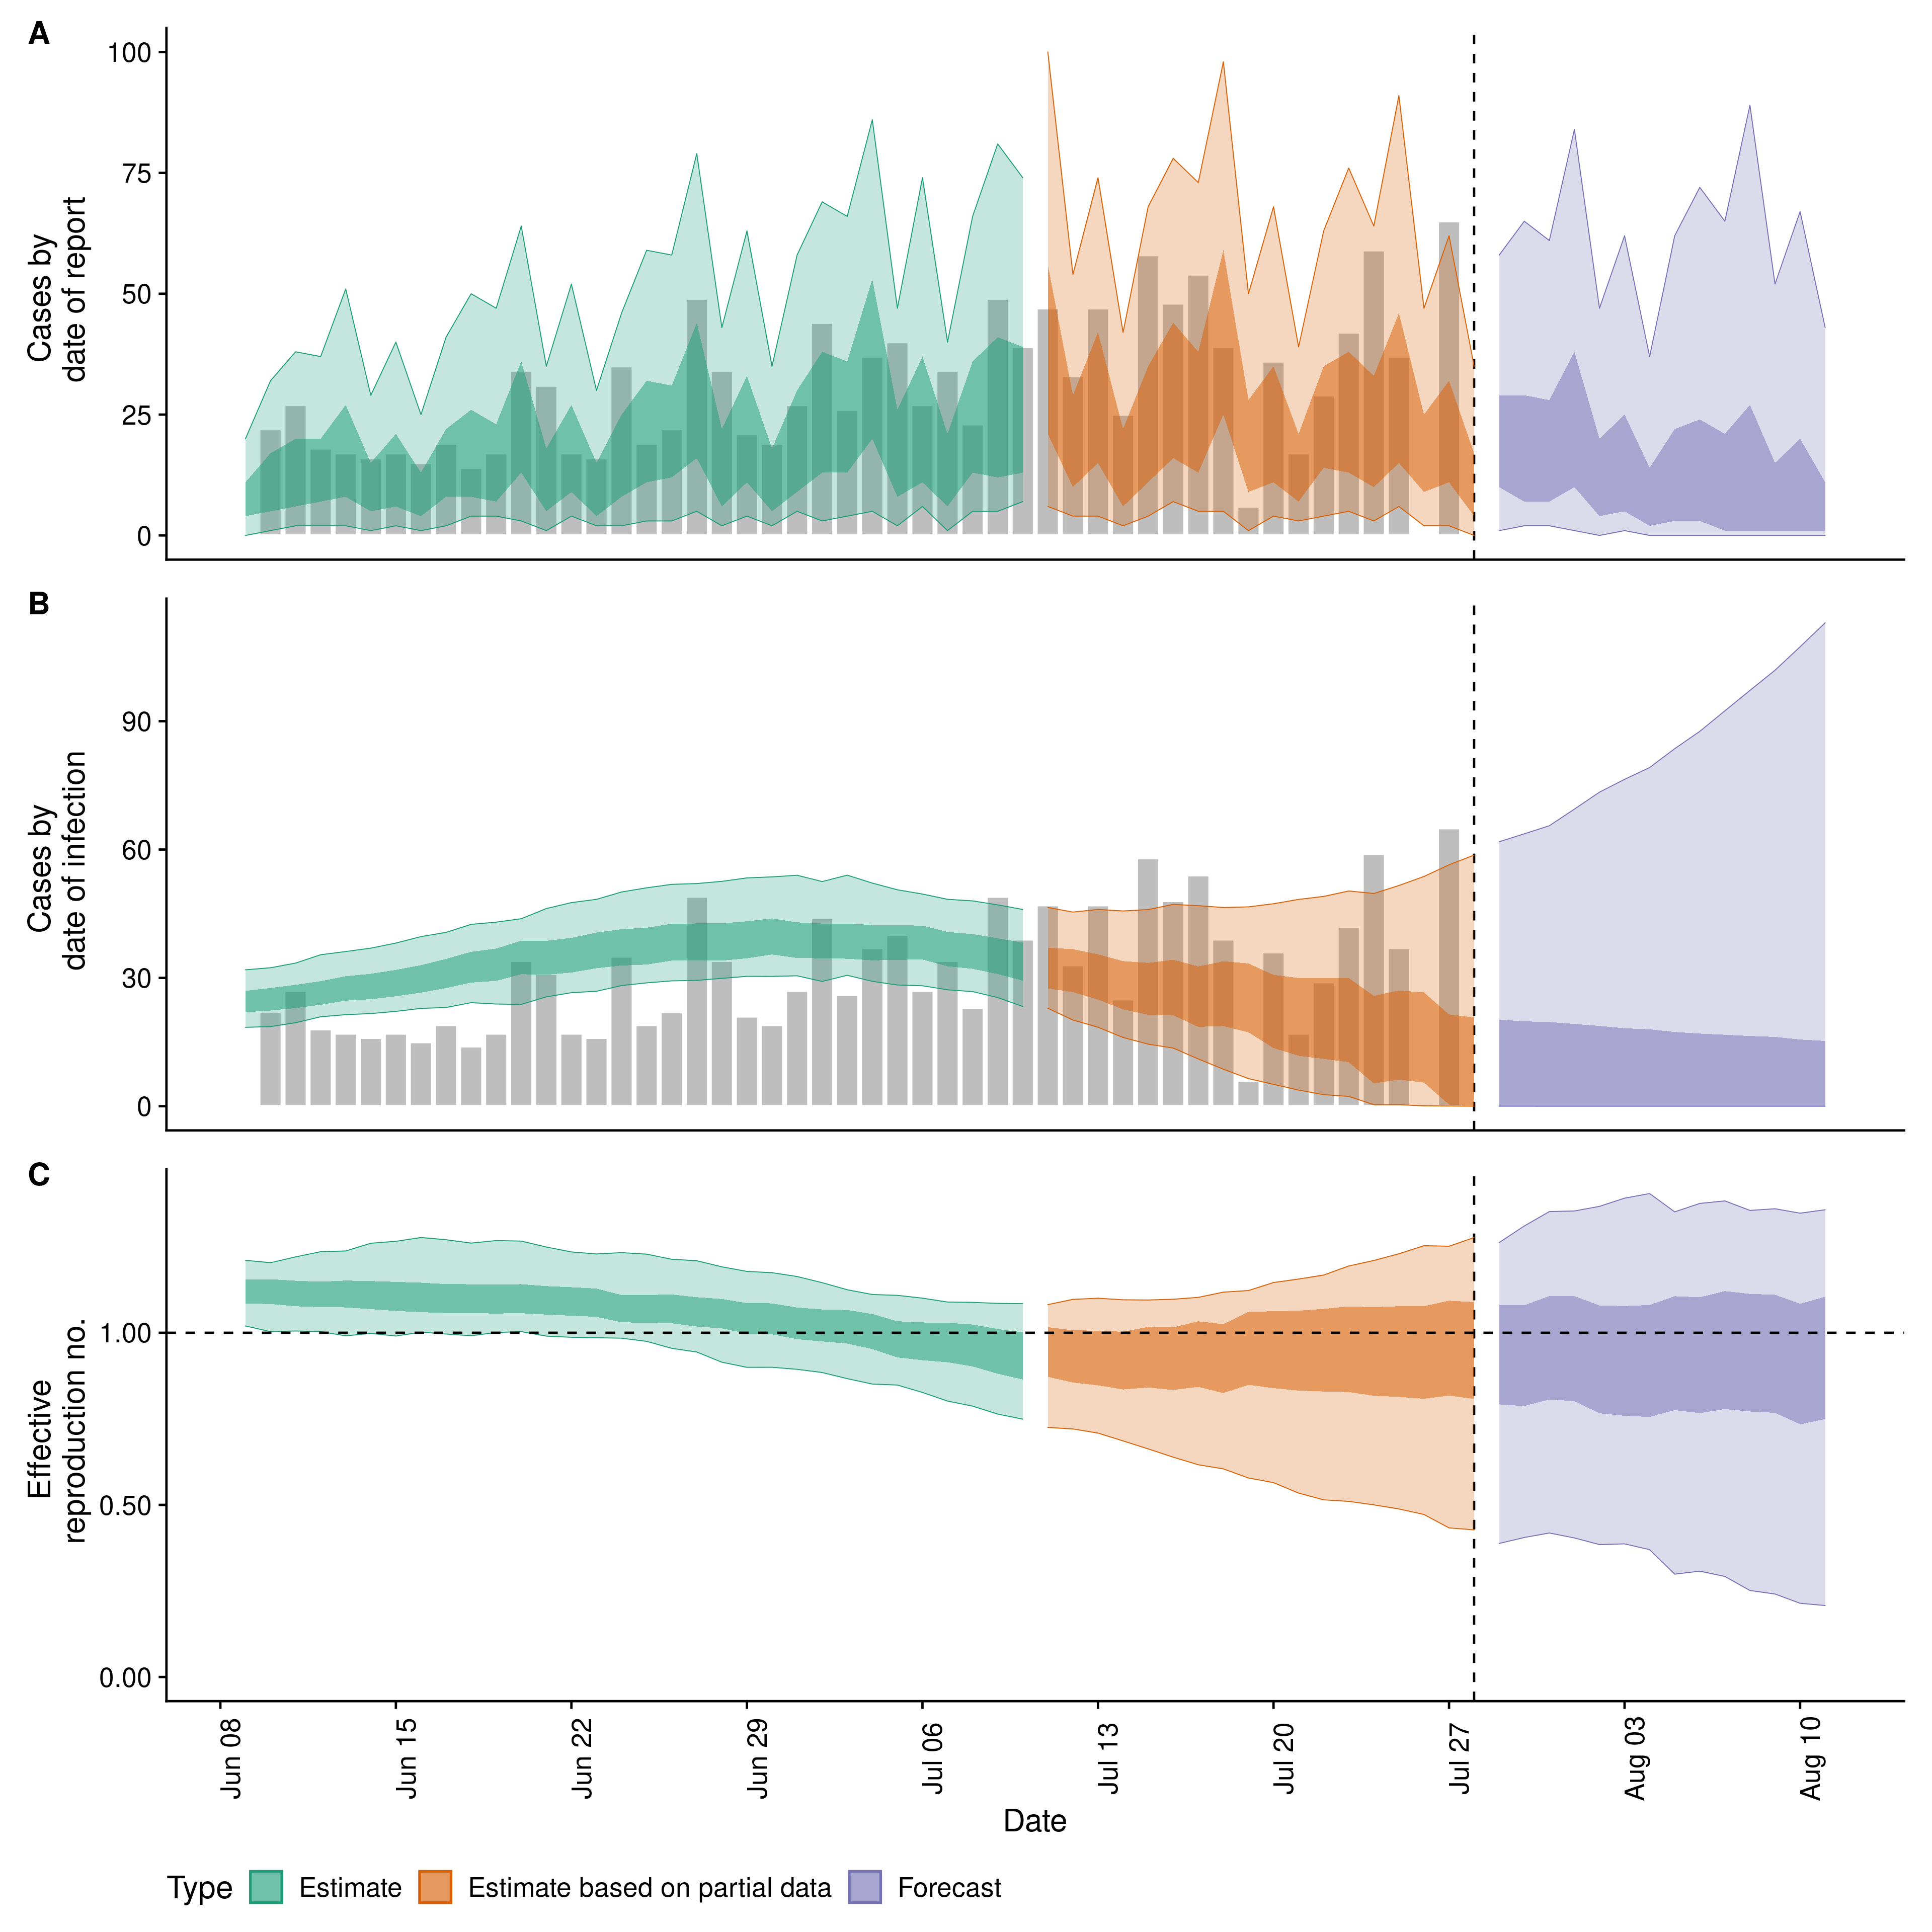 A
Cases by
date of report
100
75
50
25
0
B
Cases by
date of infection
90
60
30
0
C
Effective
reproduction no.
1.00
0.50
0.00
Jun 08
Jun 15
Jun 22
Jun 29
Jul 06
Jul 13
Jul 20
Jul 27
Aug 03
Aug 10
Date
Type Estimate Estimate based on partial data Forecast